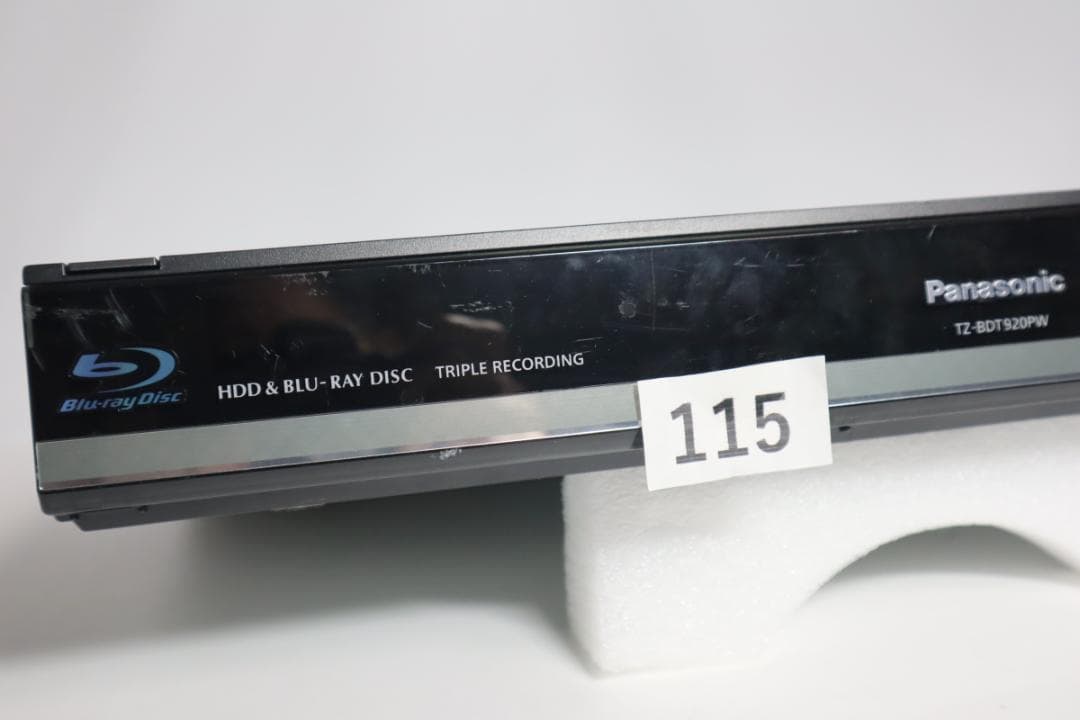 Panasonic
TZ-BDT920PW
Blu-ray Disc
HDD & BLU-RAY DISC TRIPLE RECORDING
115